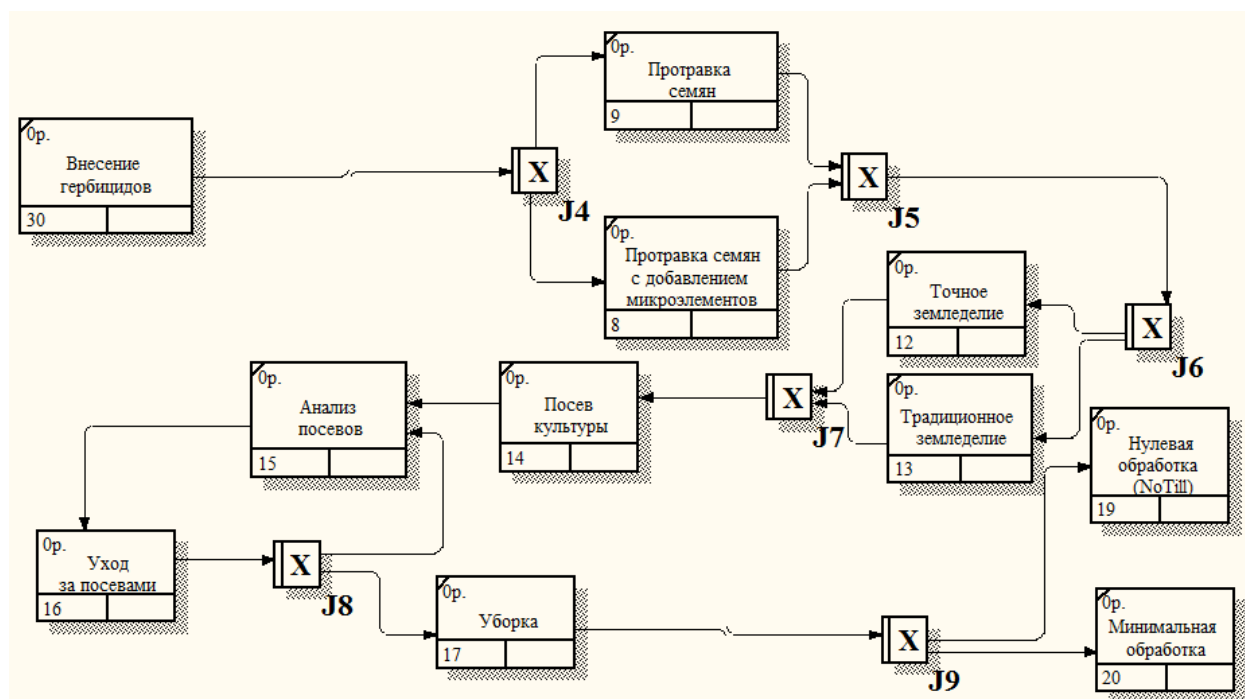 0р.
Внесение
гербицидов
30
X
J4
0р.
Протравка
семян
9
0р.
Протравка семян
с добавлением
микроэлементов
8
X
J5
X
J6
0р.
Точное
земледелие
12
0р.
Традиционное
земледелие
13
X
J7
0р.
Посев
культуры
14
0р.
Анализ
посевов
15
0р.
Уход
за посевами
16
X
J8
0р.
Уборка
17
X
J9
0р.
Нулевая
обработка
(NoTill)
19
0р.
Минимальная
обработка
20